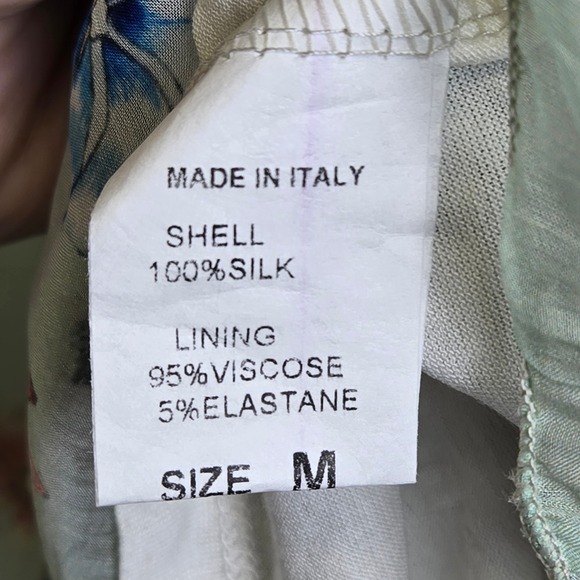 MADE IN ITALY
SHELL
100%SILK
LINING
95%VISCOSE
5%ELASTANE
SIZE M